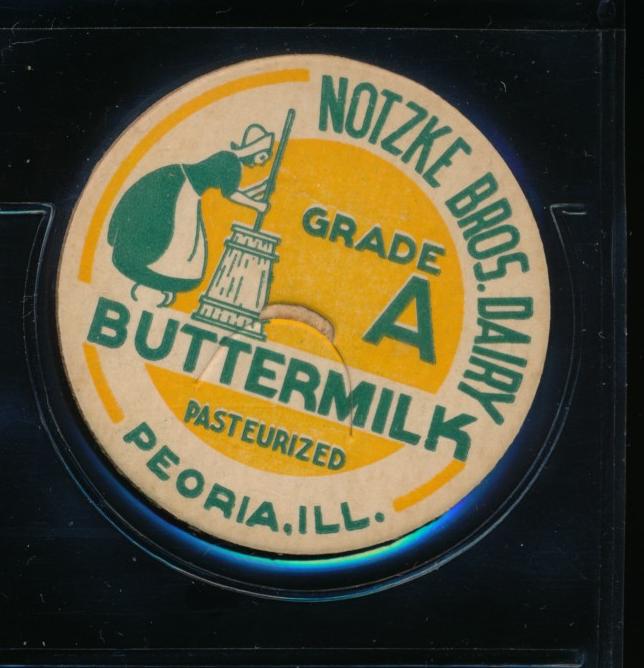 NOTZKE BROS. DAIRY
GRADE
A
BUTTERMILK
PASTEURIZED
PEORIA, ILL.